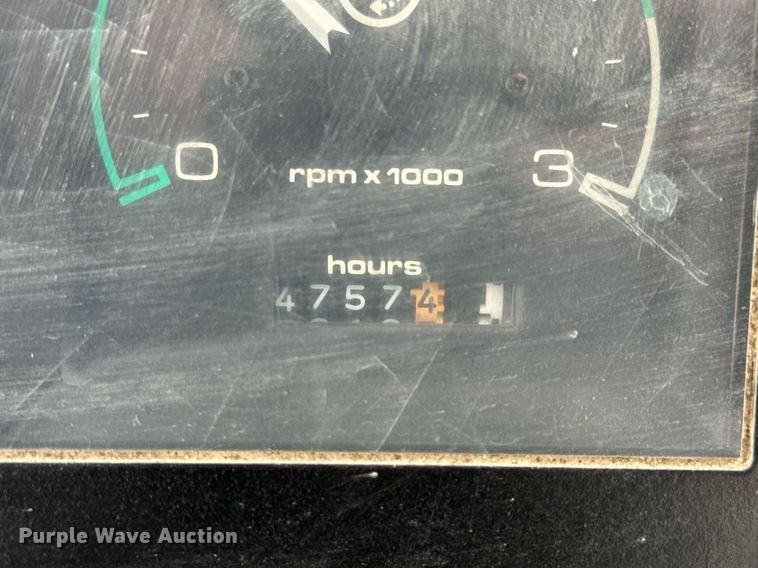 0 rpm x 1000 3
hours
47574
Purple Wave Auction